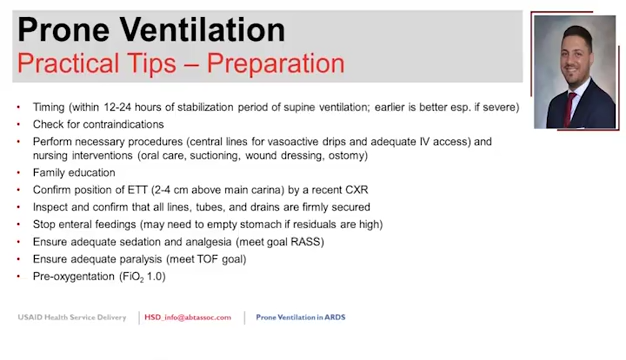 Prone Ventilation
Practical Tips – Preparation
• Timing (within 12-24 hours of stabilization period of supine ventilation; earlier is better esp. if severe)
• Check for contraindications
• Perform necessary procedures (central lines for vasoactive drips and adequate IV access) and
nursing interventions (oral care, suctioning, wound dressing, ostomy)
• Family education
• Confirm position of ETT (2-4 cm above main carina) by a recent CXR
• Inspect and confirm that all lines, tubes, and drains are firmly secured
• Stop enteral feedings (may need to empty stomach if residuals are high)
• Ensure adequate sedation and analgesia (meet goal RASS)
• Ensure adequate paralysis (meet TOF goal)
• Pre-oxygentation (FiO2 1.0)
USAID Health Service Delivery | HSD_info@abtassoc.com | Prone Ventilation in ARDS